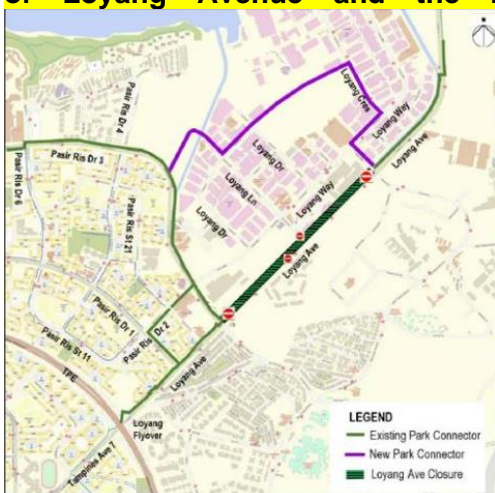 of Loyang Avenue and the
Pasir Ris Dr 4
Loyang Cres
Loyang Way
Loyang Ave
Pasir Ris Dr 3
Loyang Dr
Pasir Ris Dr 6
Loyang Ln
Pasir Ris St 21
Loyang Way
Loyang Dr
Loyang Ave
Pasir Ris Dr 1
Pasir Ris Dr 2
Pasir Ris St 11
Loyang Ave
TPE
Loyang
Flyover
Tampines Ave 7
LEGEND
Existing Park Connector
New Park Connector
Loyang Ave Closure